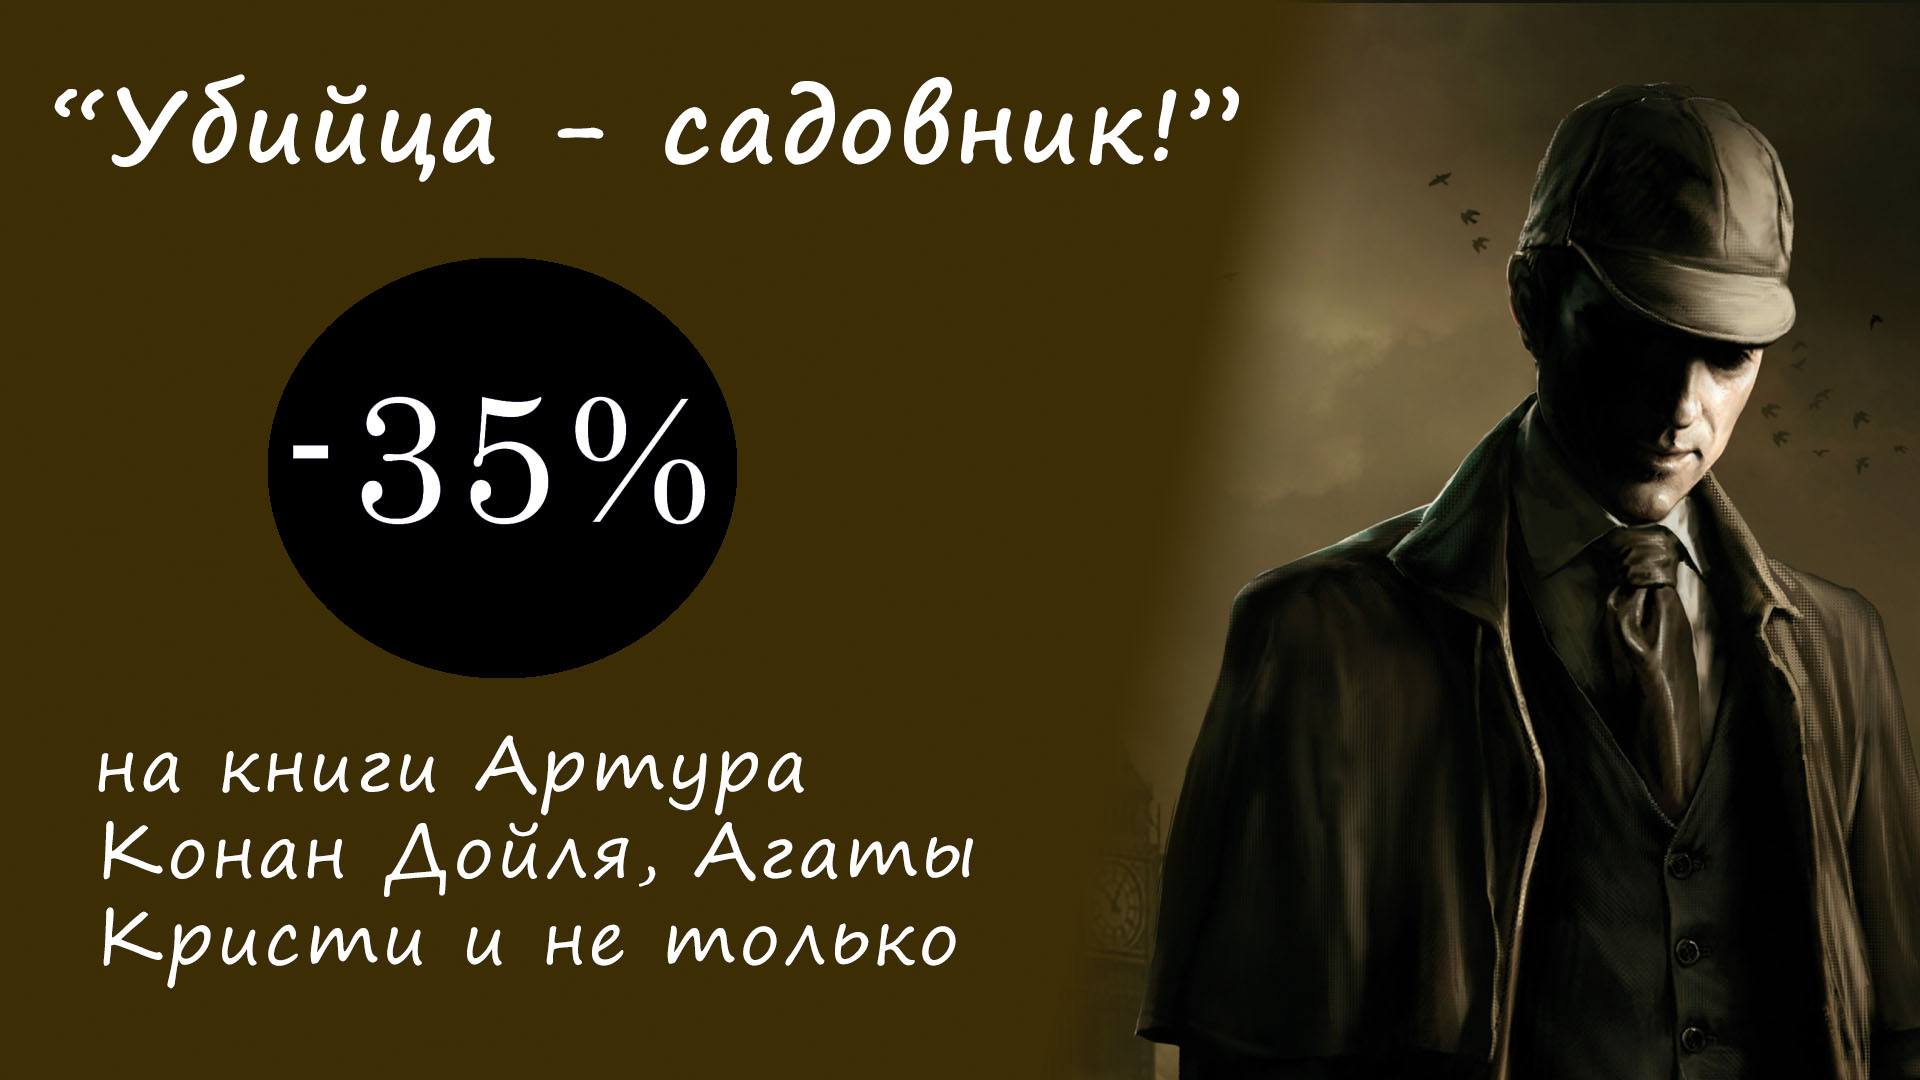 “Убийца - садовник!”
-35%
на книги Артура
Конан Дойля, Агаты
Кристи и не только